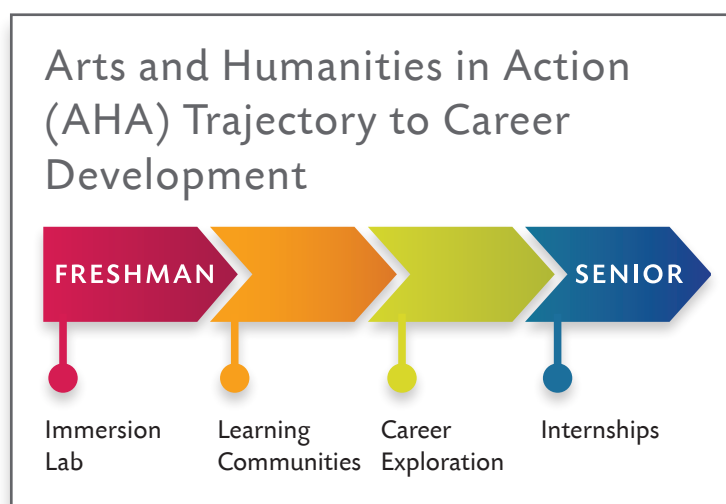 Arts and Humanities in Action
(AHA) Trajectory to Career
Development
FRESHMAN
SENIOR
Immersion
Lab
Learning
Communities
Career
Exploration
Internships